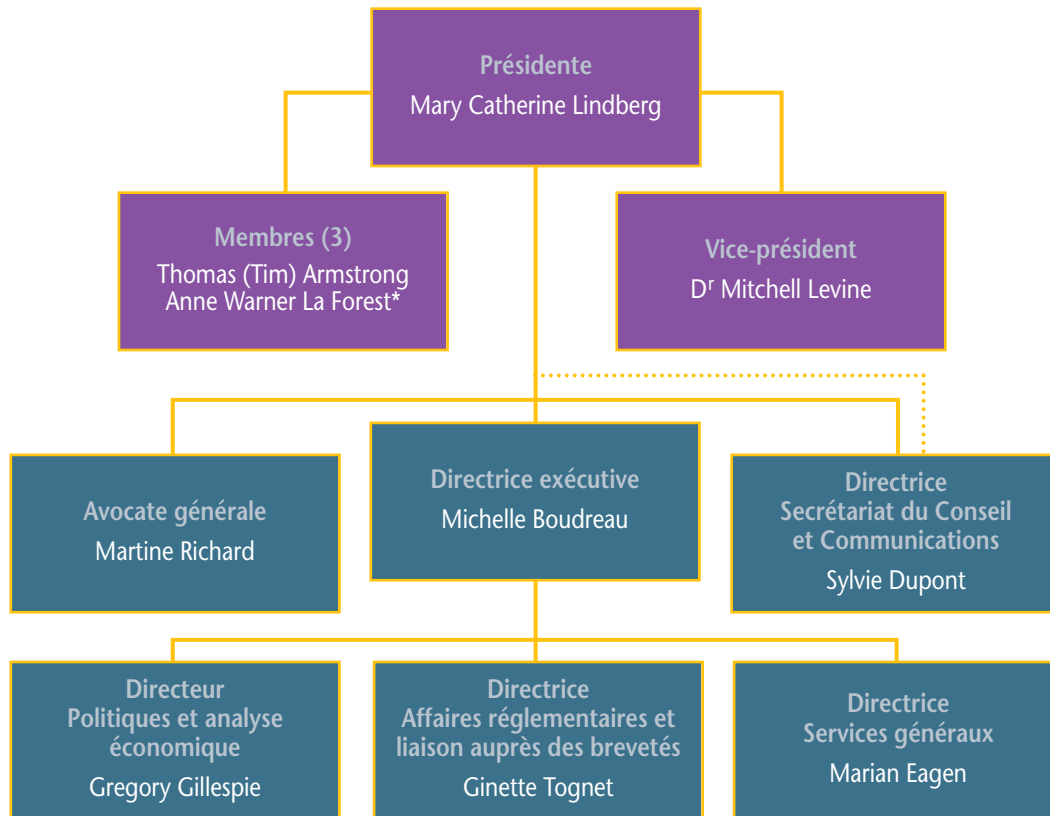 Présidente
Mary Catherine Lindberg
Membres (3)
Thomas (Tim) Armstrong
Anne Warner La Forest*
Vice-président
Dʳ Mitchell Levine
Avocate générale
Martine Richard
Directrice exécutive
Michelle Boudreau
Directrice
Secrétariat du Conseil
et Communications
Sylvie Dupont
Directeur
Politiques et analyse
économique
Gregory Gillespie
Directrice
Affaires réglementaires et
liaison auprès des brevetés
Ginette Tognet
Directrice
Services généraux
Marian Eagen